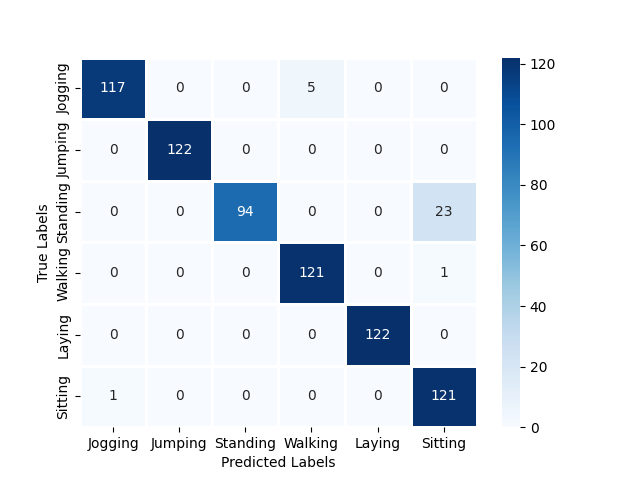 Jogging 117 0 0 5 0 0
Jumping 0 122 0 0 0 0
Standing 0 0 94 0 0 23
Walking 0 0 0 121 0 1
Laying 0 0 0 0 122 0
Sitting 1 0 0 0 0 121
True Labels
Jogging Jumping Standing Walking Laying Sitting
Predicted Labels
120
100
80
60
40
20
0